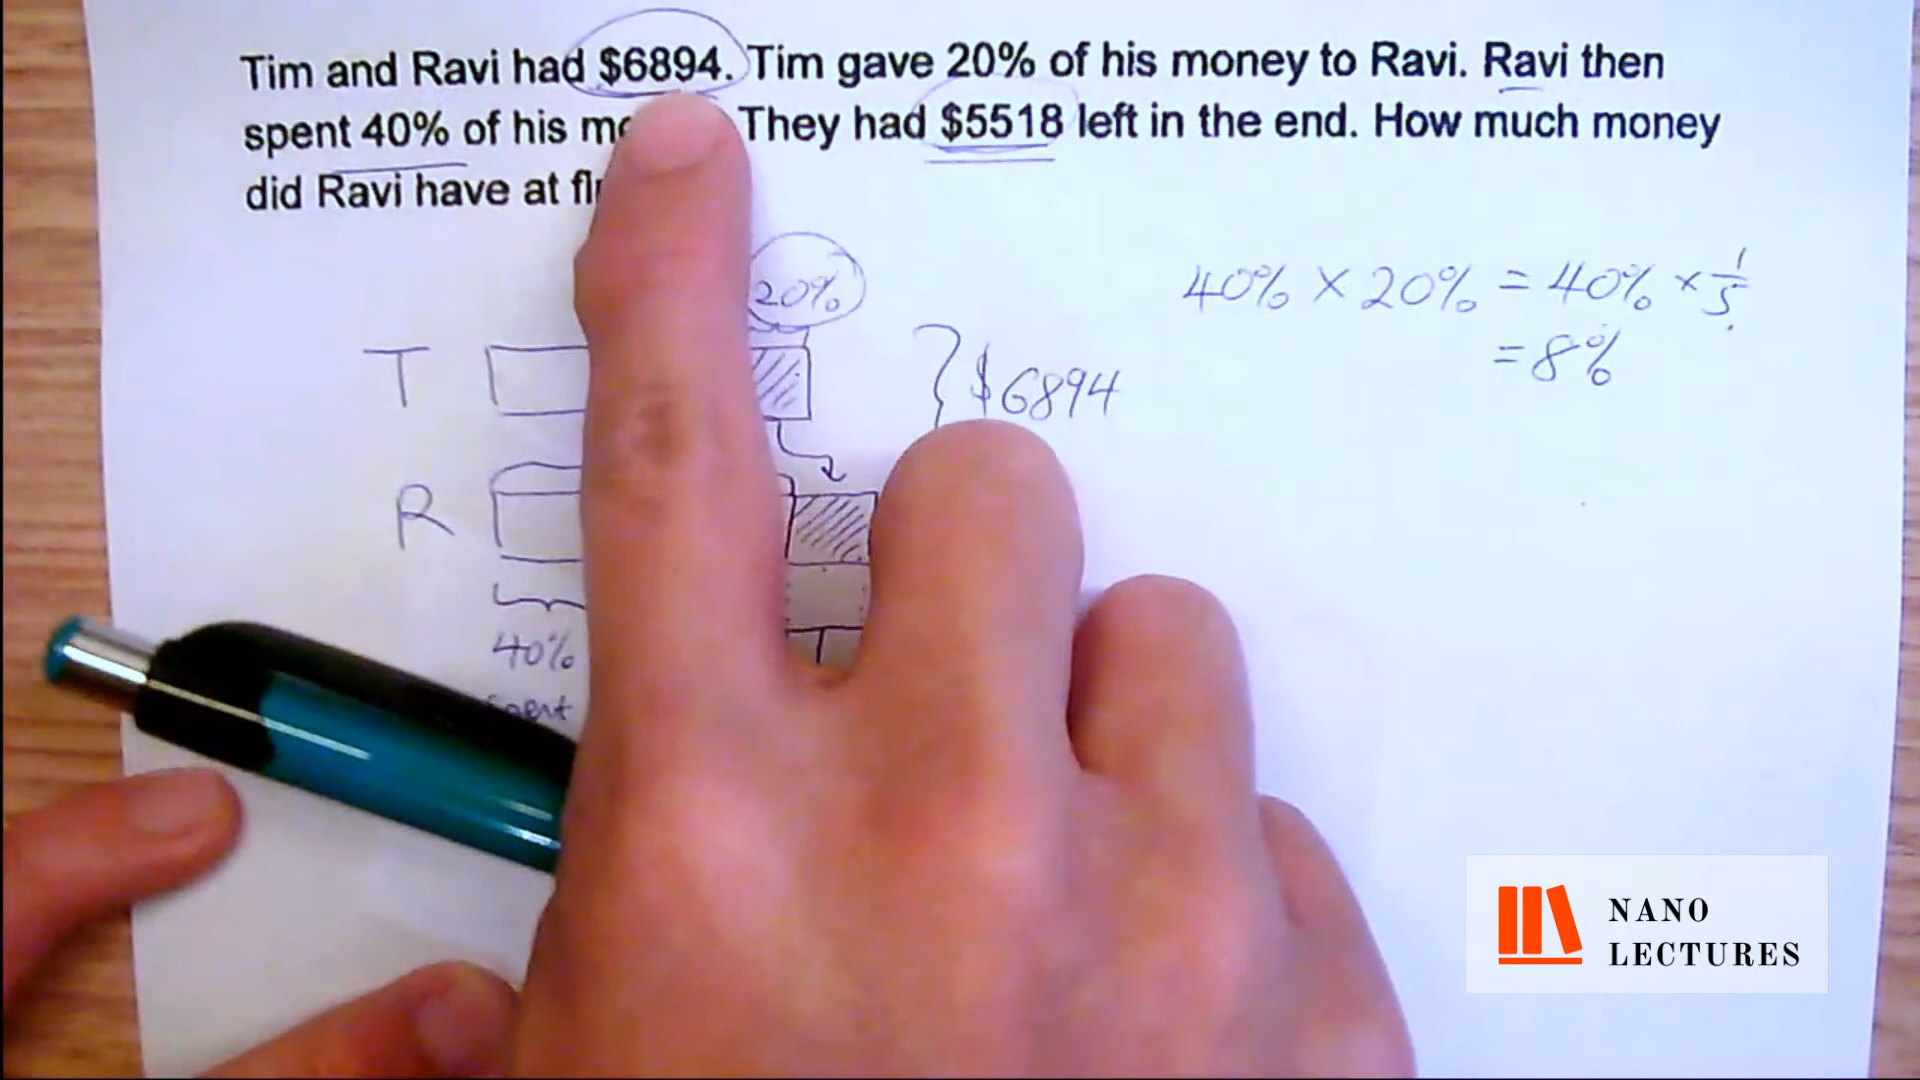 Tim and Ravi had $6894. Tim gave 20% of his money to Ravi. Ravi then
spent 40% of his They had $5518 left in the end. How much money
did Ravi have at
20%
40% × 20% = 40% × 1/5
= 8%
T
$6894
R
40%
spent
NANO
LECTURES